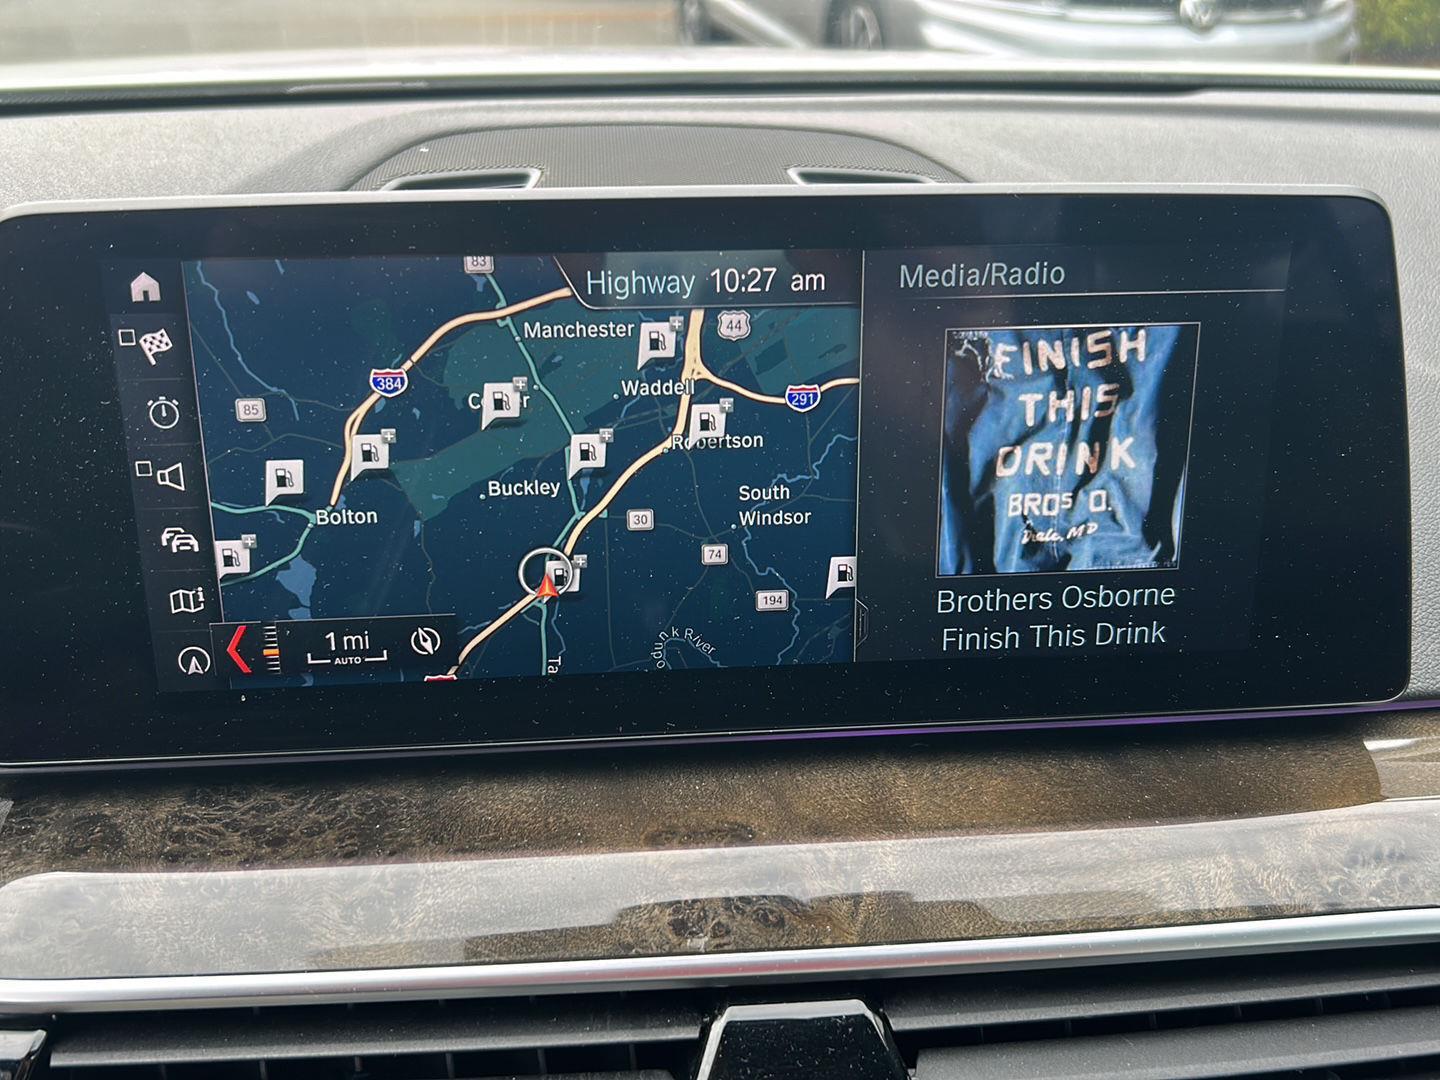 83
Highway 10:27 am
Media/Radio
44
Manchester
384
Waddell
291
85
Robertson
Buckley
South
Windsor
Bolton
30
74
194
1 mi
AUTO
FINISH
THIS
DRINK
BROS O.
Brothers Osborne
Finish This Drink